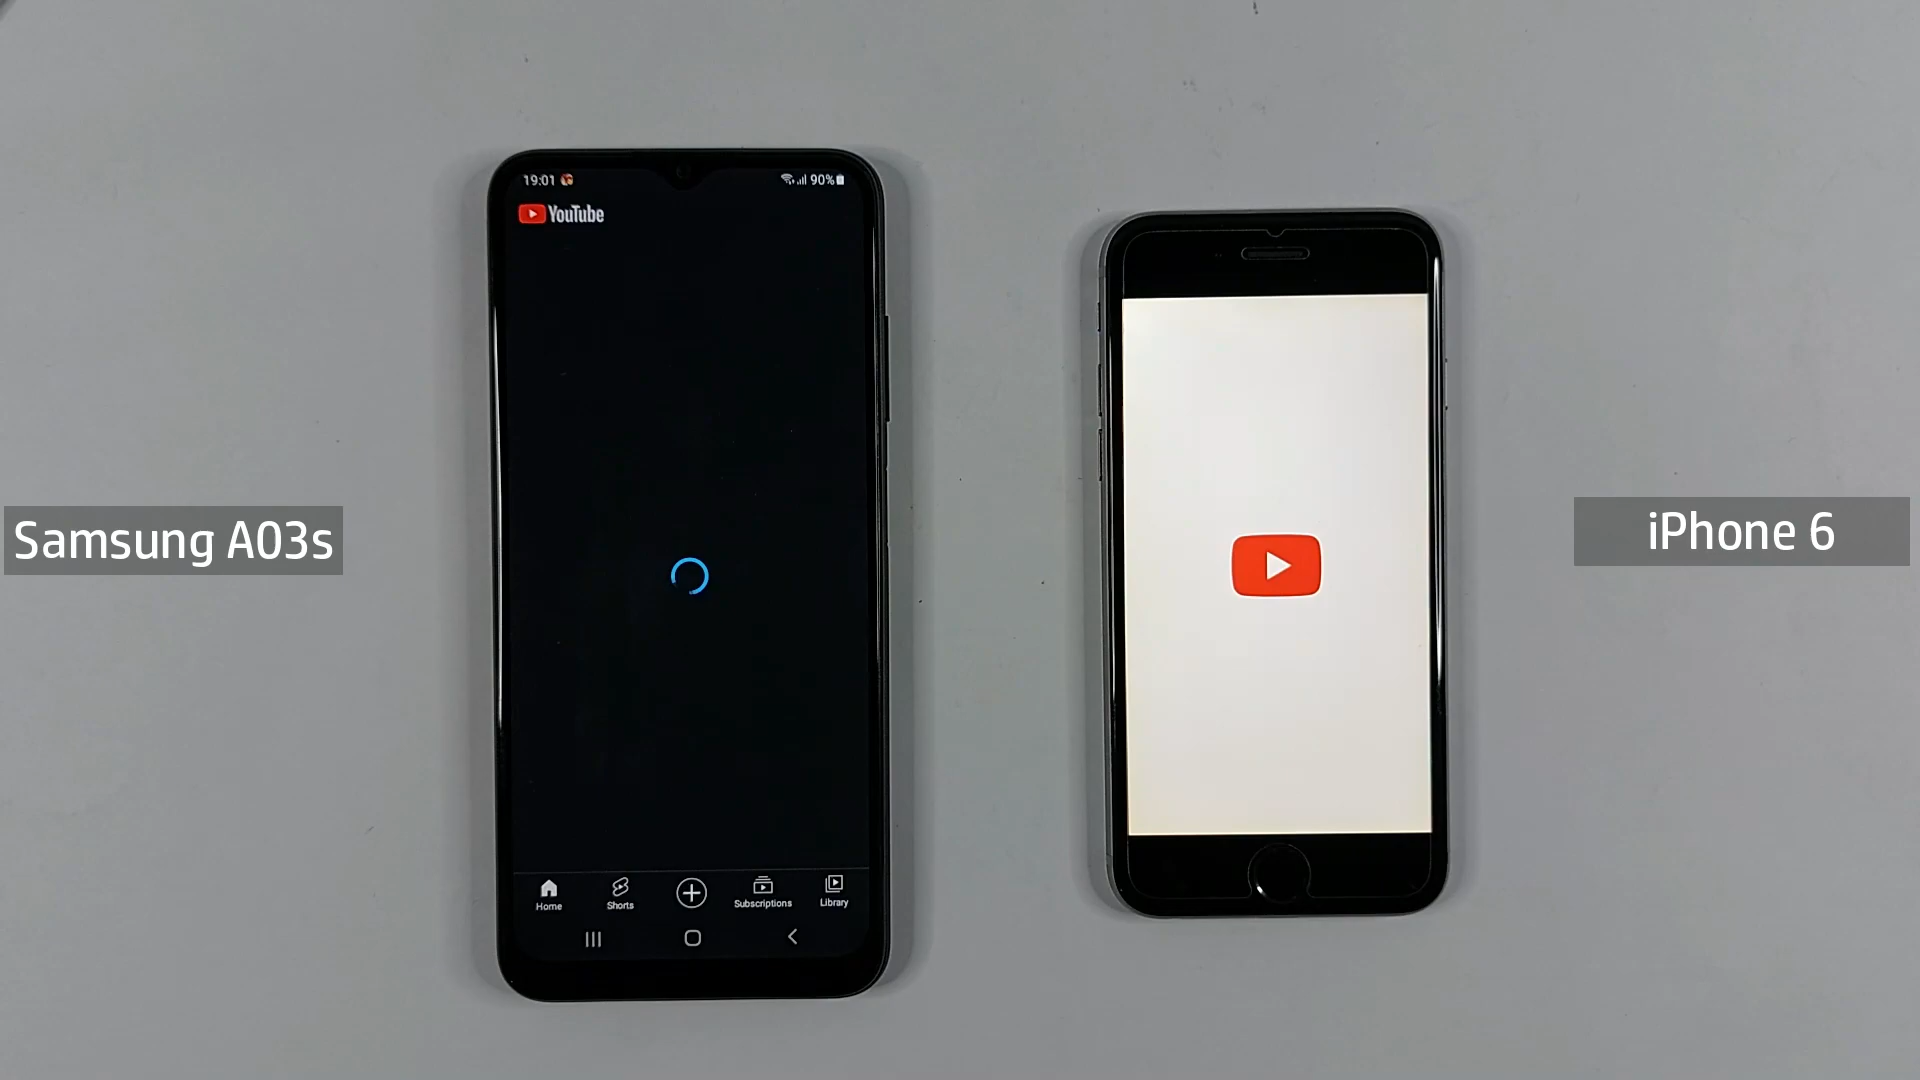 19:01
90%
YouTube
Samsung A03s
iPhone 6
Home
Shorts
Subscriptions
Library